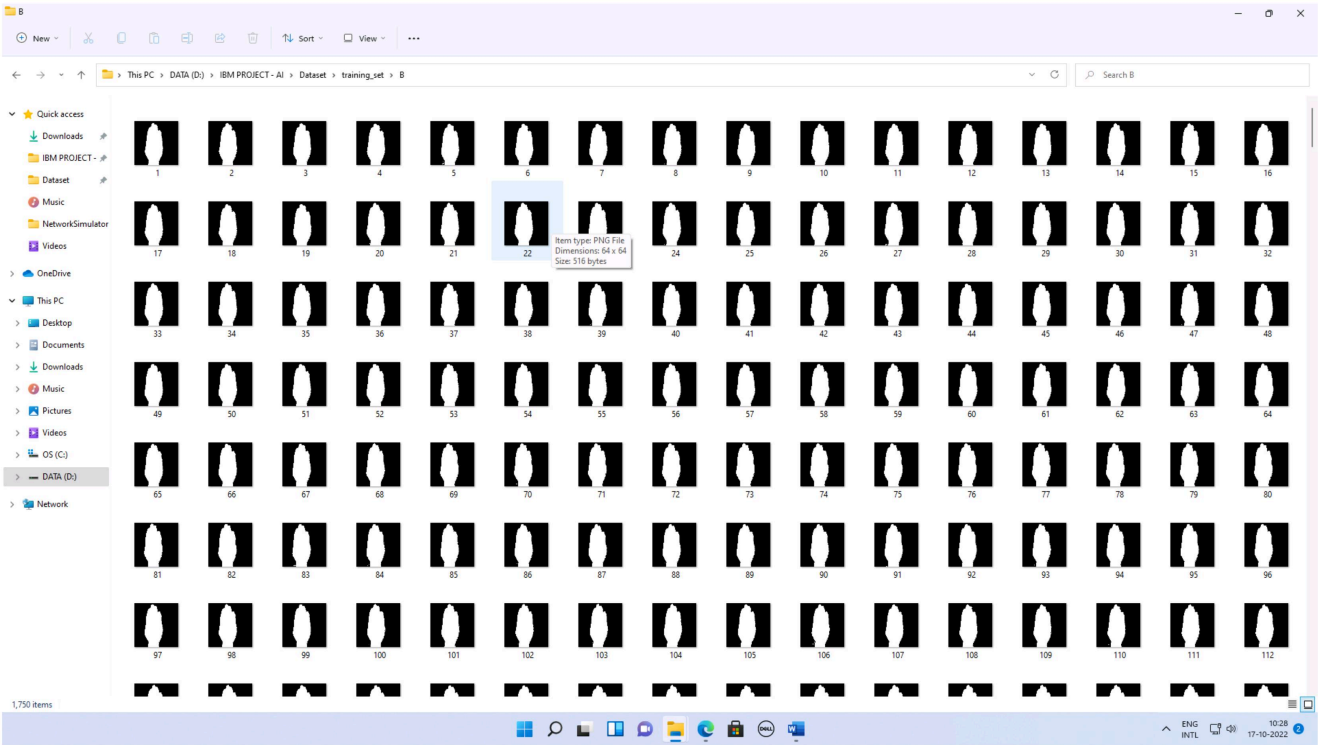 B
New
Sort
View
This PC > DATA (D:) > IBM PROJECT - AI > Dataset > training_set > B
Search B
Quick access
Downloads
IBM PROJECT -
Dataset
Music
NetworkSimulator
Videos
OneDrive
This PC
Desktop
Documents
Downloads
Music
Pictures
Videos
OS (C:)
DATA (D:)
Network
1 2 3 4 5 6 7 8 9 10 11 12 13 14 15 16
17 18 19 20 21 22 24 25 26 27 28 29 30 31 32
Item type: PNG File
Dimensions: 64 x 64
Size: 516 bytes
33 34 35 36 37 38 39 40 41 42 43 44 45 46 47 48
49 50 51 52 53 54 55 56 57 58 59 60 61 62 63 64
65 66 67 68 69 70 71 72 73 74 75 76 77 78 79 80
81 82 83 84 85 86 87 88 89 90 91 92 93 94 95 96
97 98 99 100 101 102 103 104 105 106 107 108 109 110 111 112
1,750 items
DELL
W
ENG
INTL
10:28
17-10-2022
2